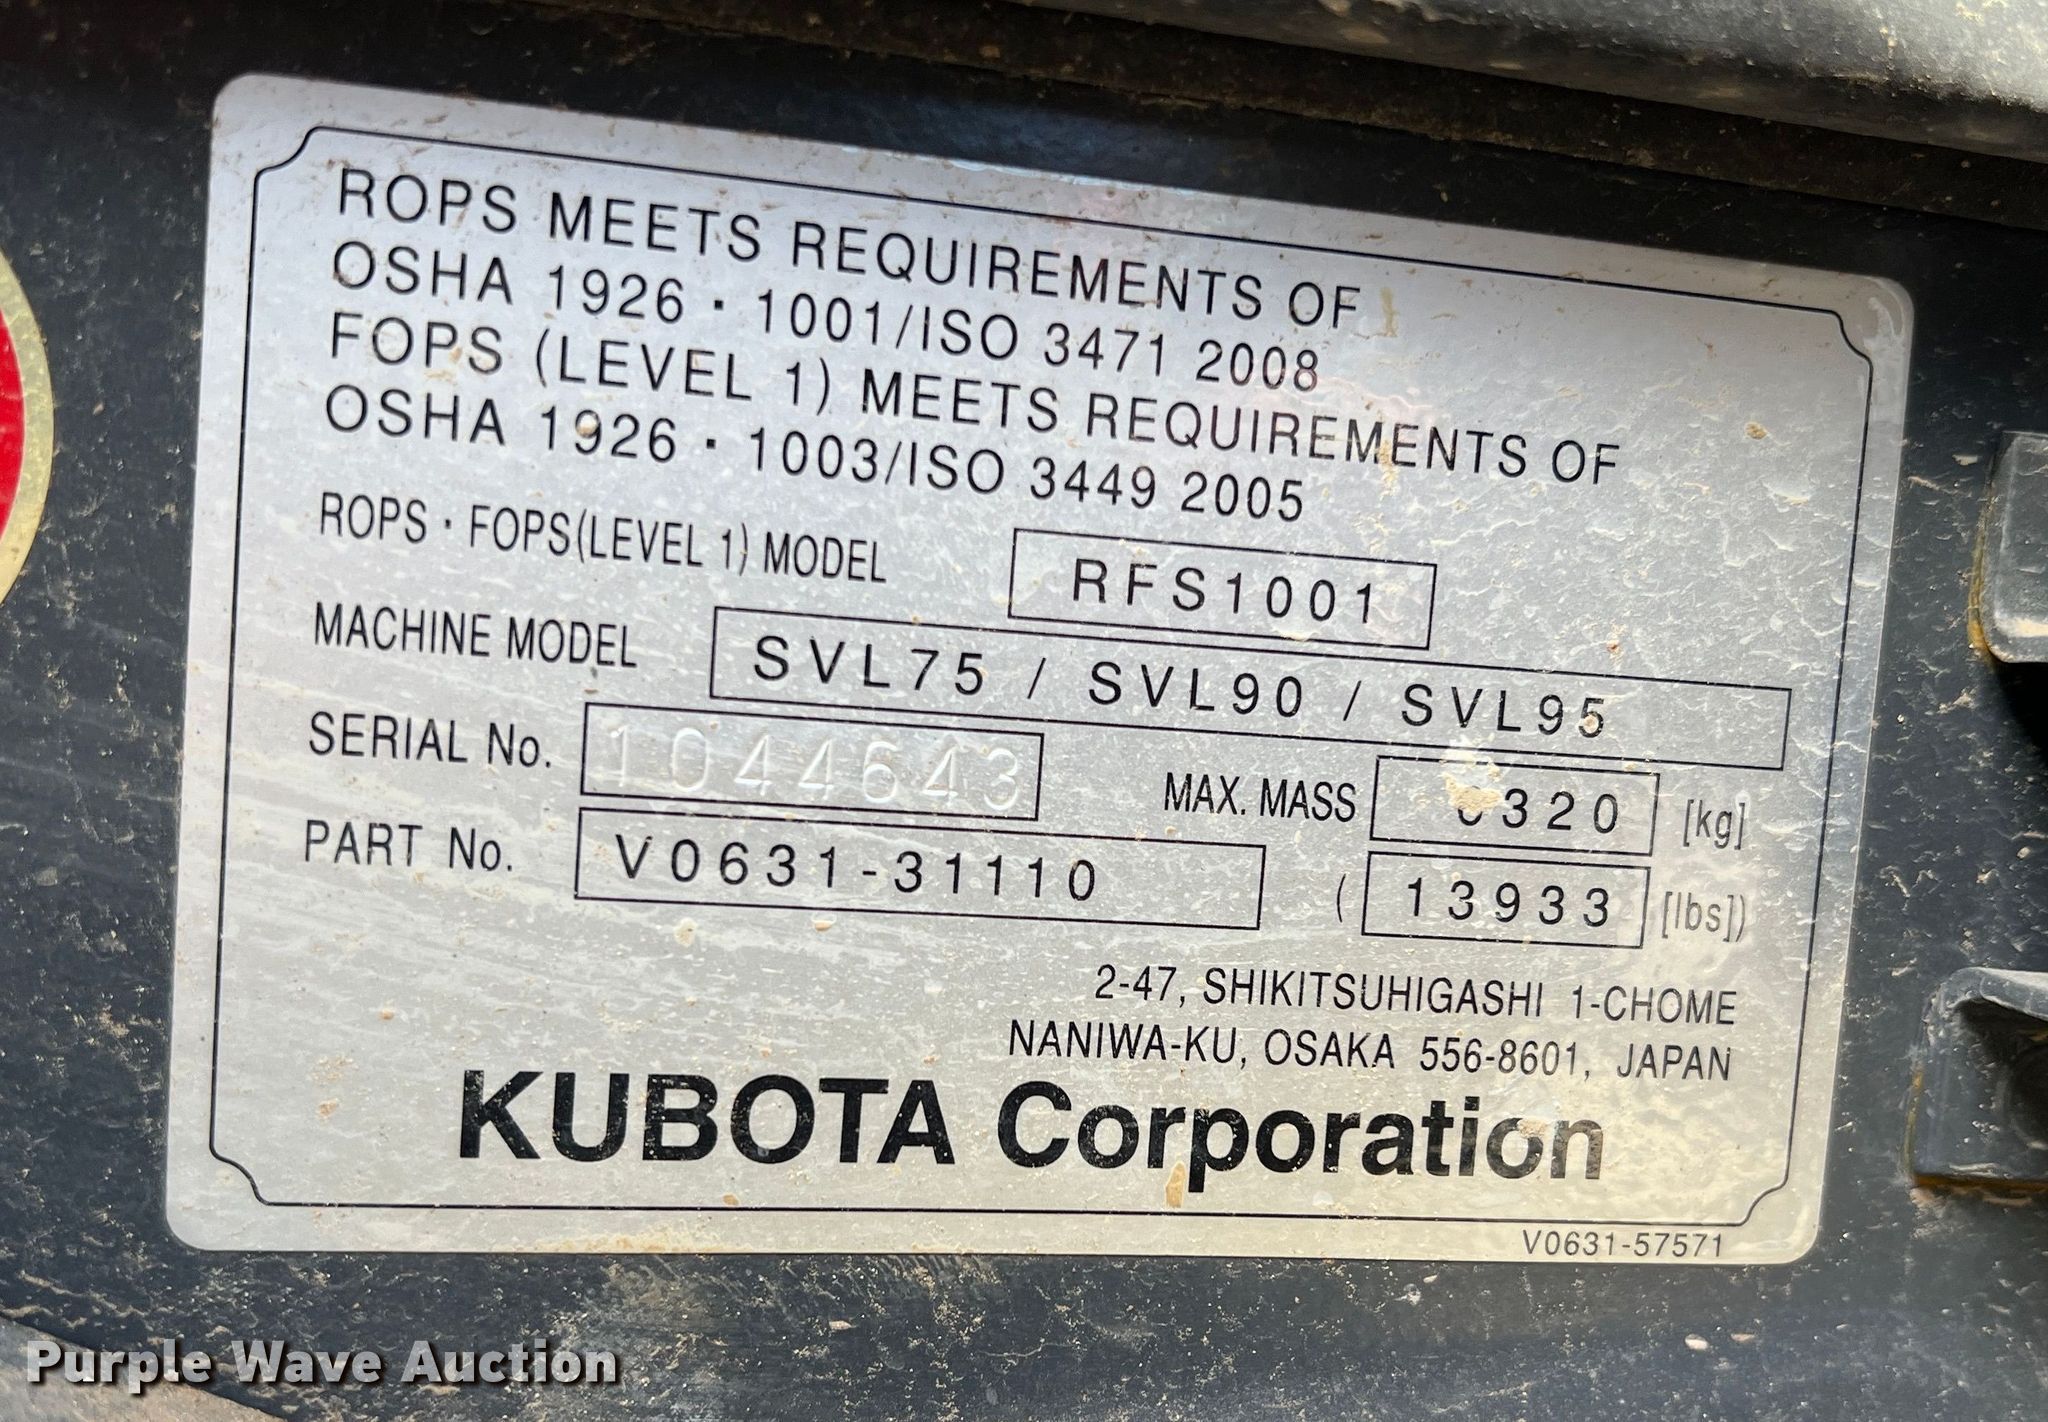 ROPS MEETS REQUIREMENTS OF
OSHA 1926 · 1001/ISO 3471 2008
FOPS (LEVEL 1) MEETS REQUIREMENTS OF
OSHA 1926 · 1003/ISO 3449 2005
ROPS · FOPS(LEVEL 1) MODEL RFS1001
MACHINE MODEL SVL75 / SVL90 / SVL95
SERIAL No. 1044643
MAX. MASS 6320 [kg]
PART No. V0631-31110
( 13933 [lbs])
2-47, SHIKITSUHIGASHI 1-CHOME
NANIWA-KU, OSAKA 556-8601, JAPAN
KUBOTA Corporation
V0631-57571
Purple Wave Auction